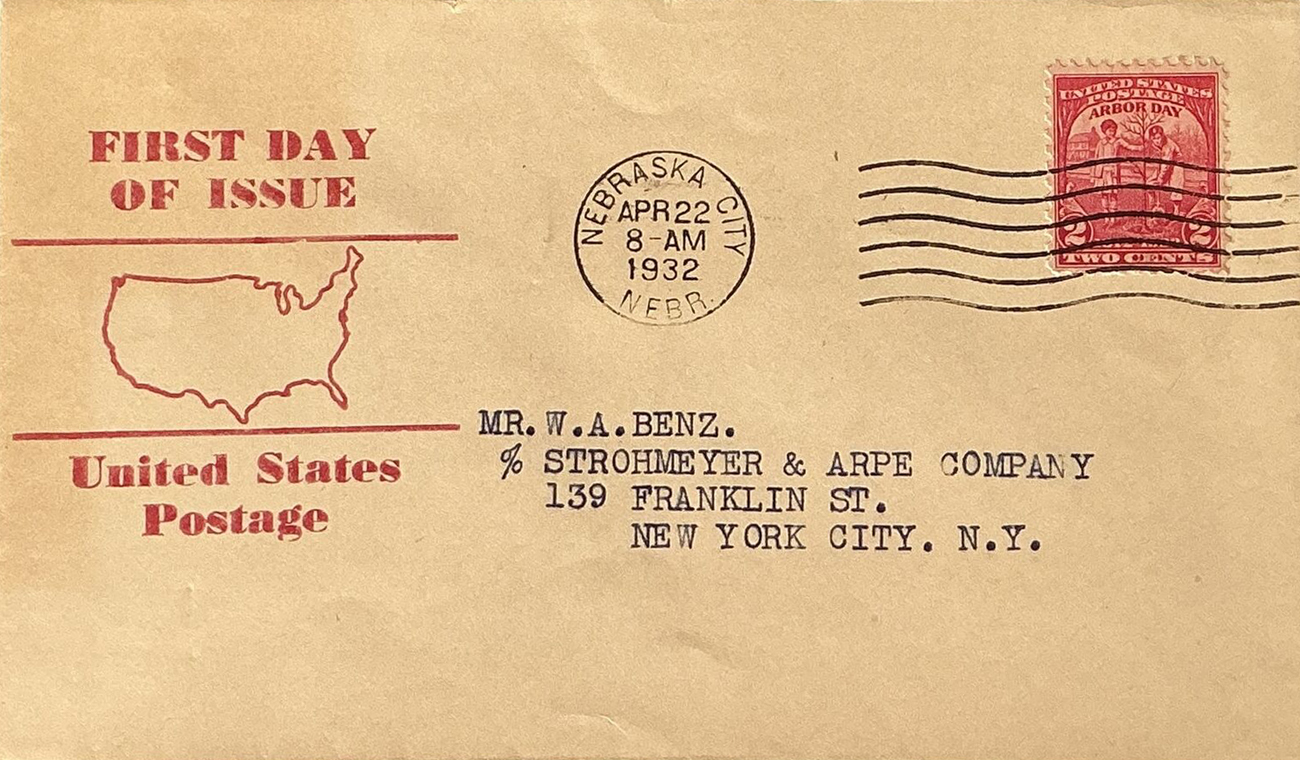 FIRST DAY
OF ISSUE
United States
Postage
NEBRASKA CITY
APR 22
8-AM
1932
NEBR.
UNITED STATES
POSTAGE
ARBOR DAY
2 2
TWO CENTS
MR. W.A.BENZ.
% STROHMEYER & ARPE COMPANY
139 FRANKLIN ST.
NEW YORK CITY. N.Y.